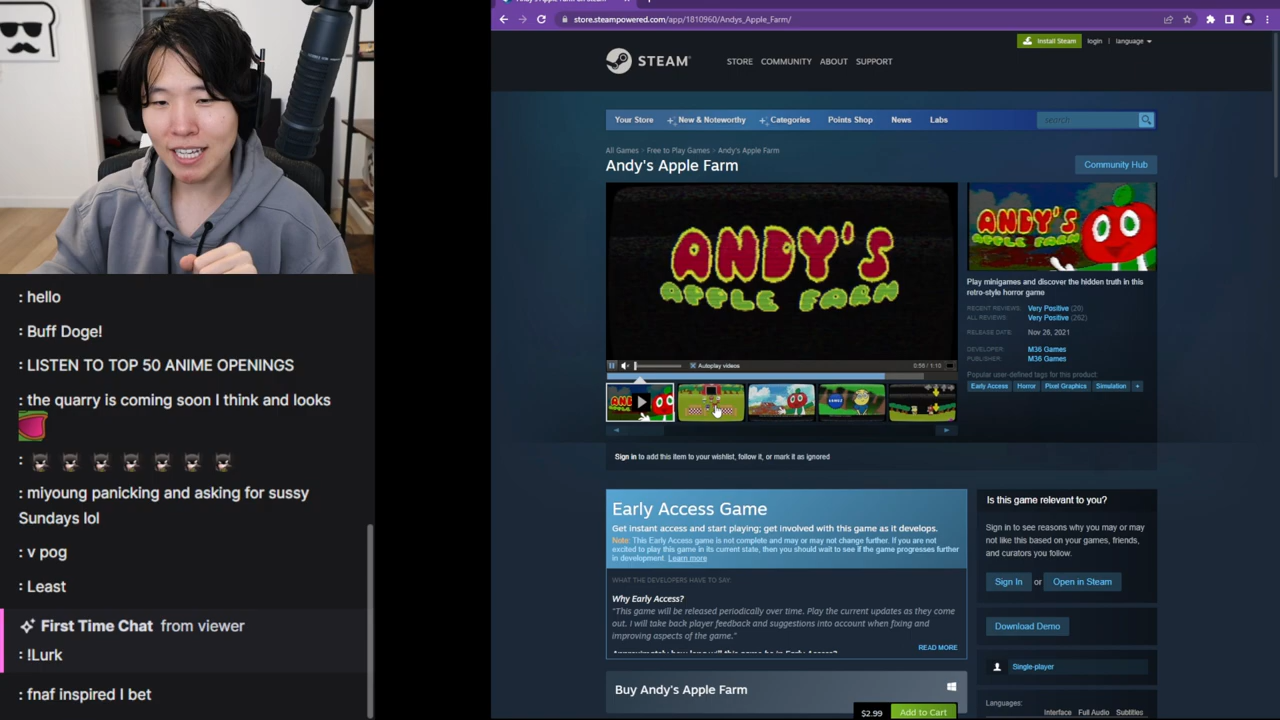 : hello
: Buff Doge!
: LISTEN TO TOP 50 ANIME OPENINGS
: the quarry is coming soon I think and looks
: miyoung panicking and asking for sussy
Sundays lol
: v pog
: Least
First Time Chat from viewer
: !Lurk
: fnaf inspired I bet
store.steampowered.com/app/1810960/Andys_Apple_Farm/
Install Steam login | language
STEAM®
STORE COMMUNITY ABOUT SUPPORT
Your Store New & Noteworthy Categories Points Shop News Labs search
All Games > Free to Play Games > Andy's Apple Farm
Andy's Apple Farm
Community Hub
ANDY'S
APPLE FARM
Autoplay videos 0:56 / 1:10
ANDY'S
APPLE FARM
Play minigames and discover the hidden truth in this
retro-style horror game
RECENT REVIEWS: Very Positive (20)
ALL REVIEWS: Very Positive (262)
RELEASE DATE: Nov 26, 2021
DEVELOPER: M36 Games
PUBLISHER: M36 Games
Popular user-defined tags for this product:
Early Access Horror Pixel Graphics Simulation +
Sign in to add this item to your wishlist, follow it, or mark it as ignored
Early Access Game
Get instant access and start playing; get involved with this game as it develops.
Note: This Early Access game is not complete and may or may not change further. If you are not
excited to play this game in its current state, then you should wait to see if the game progresses further
in development. Learn more
WHAT THE DEVELOPERS HAVE TO SAY:
Why Early Access?
"This game will be released periodically over time. Play the current updates as they come
out. I will take back player feedback and suggestions into account when fixing and
improving aspects of the game."
READ MORE
Buy Andy's Apple Farm
$2.99 Add to Cart
Is this game relevant to you?
Sign in to see reasons why you may or may
not like this based on your games, friends,
and curators you follow.
Sign In or Open in Steam
Download Demo
Single-player
Languages:
Interface Full Audio Subtitles